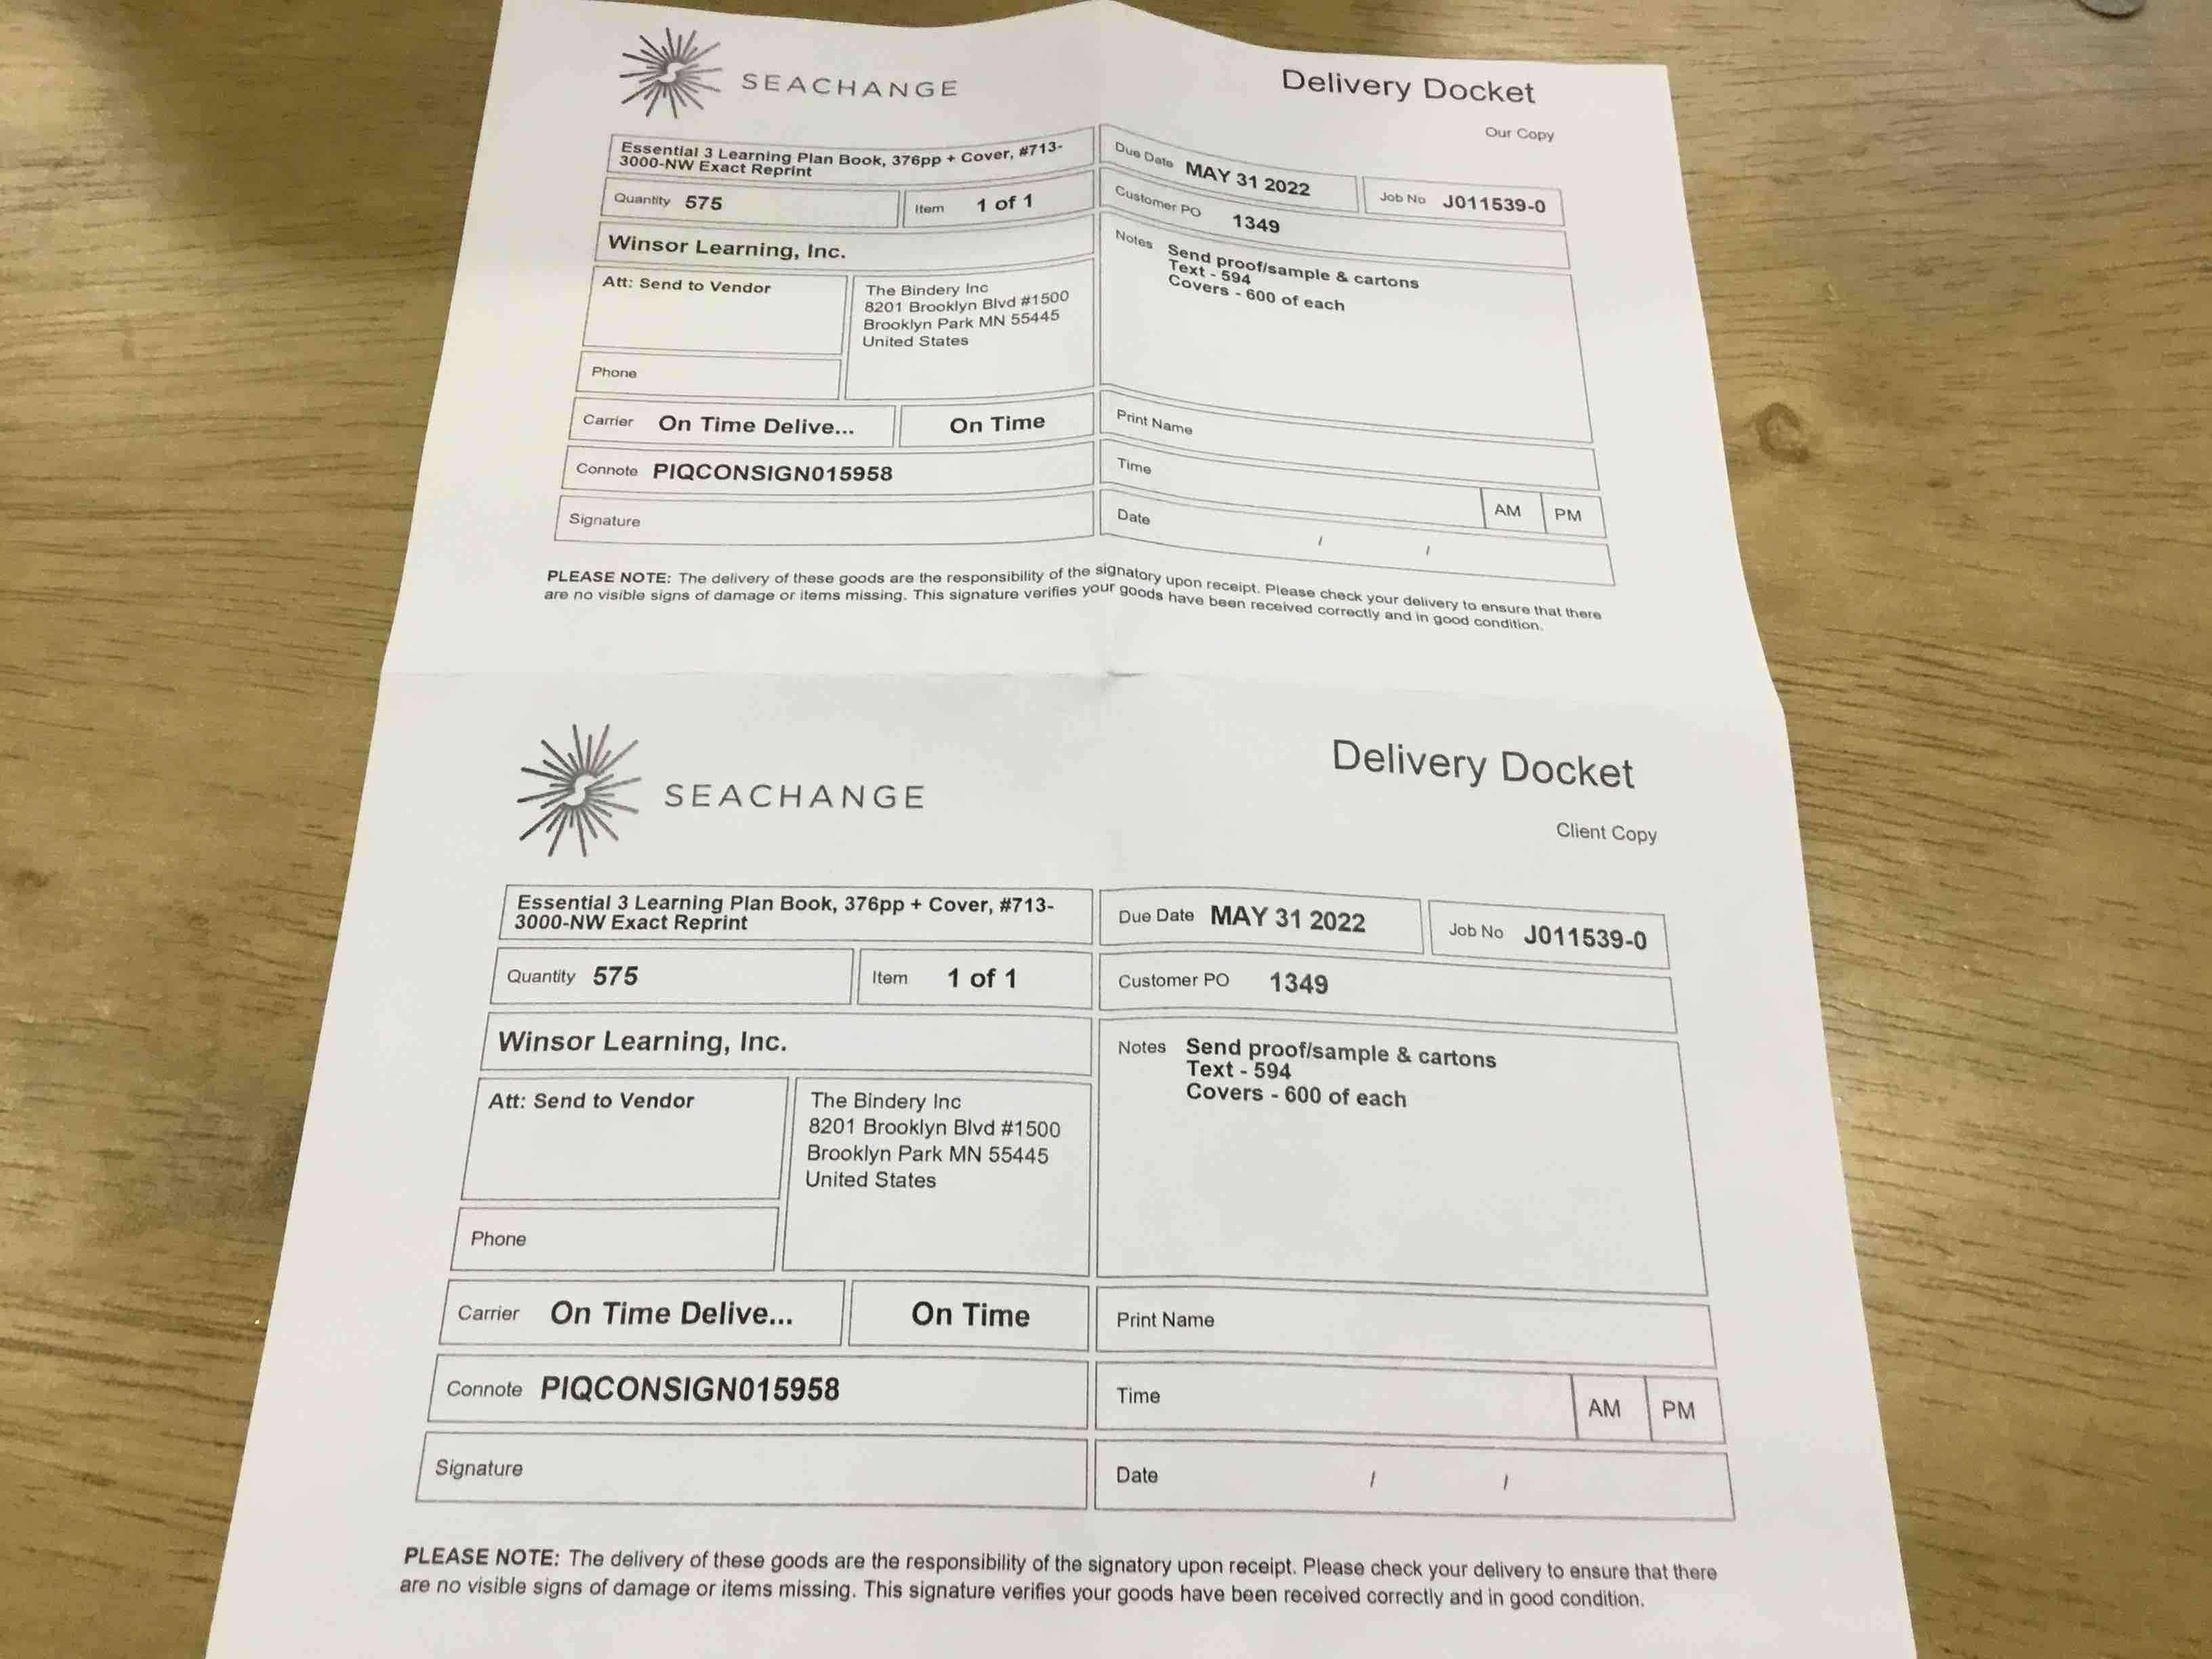 SEACHANGE
Delivery Docket
Our Copy
Essential 3 Learning Plan Book, 376pp + Cover, #713-
3000-NW Exact Reprint
Due Date MAY 31 2022
Job No J011539-0
Quantity 575
Item 1 of 1
Customer PO 1349
Winsor Learning, Inc.
Notes Send proof/sample & cartons
Text - 594
Covers - 600 of each
Att: Send to Vendor
The Bindery Inc
8201 Brooklyn Blvd #1500
Brooklyn Park MN 55445
United States
Phone
Carrier On Time Delive...
On Time
Print Name
Connote PIQCONSIGN015958
Time
AM
PM
Signature
Date / /
PLEASE NOTE: The delivery of these goods are the responsibility of the signatory upon receipt. Please check your delivery to ensure that there
are no visible signs of damage or items missing. This signature verifies your goods have been received correctly and in good condition.
SEACHANGE
Delivery Docket
Client Copy
Essential 3 Learning Plan Book, 376pp + Cover, #713-
3000-NW Exact Reprint
Due Date MAY 31 2022
Job No J011539-0
Quantity 575
Item 1 of 1
Customer PO 1349
Winsor Learning, Inc.
Notes Send proof/sample & cartons
Text - 594
Covers - 600 of each
Att: Send to Vendor
The Bindery Inc
8201 Brooklyn Blvd #1500
Brooklyn Park MN 55445
United States
Phone
Carrier On Time Delive...
On Time
Print Name
Connote PIQCONSIGN015958
Time
AM
PM
Signature
Date / /
PLEASE NOTE: The delivery of these goods are the responsibility of the signatory upon receipt. Please check your delivery to ensure that there
are no visible signs of damage or items missing. This signature verifies your goods have been received correctly and in good condition.